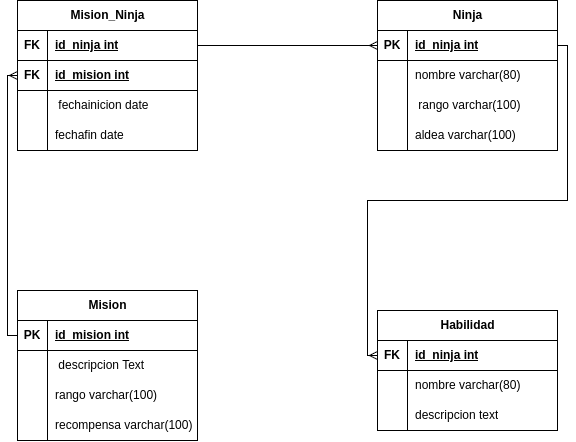 Mision_Ninja
FK id_ninja int
FK id_mision int
fechainicion date
fechafin date
Ninja
PK id_ninja int
nombre varchar(80)
rango varchar(100)
aldea varchar(100)
Mision
PK id_mision int
descripcion Text
rango varchar(100)
recompensa varchar(100)
Habilidad
FK id_ninja int
nombre varchar(80)
descripcion text